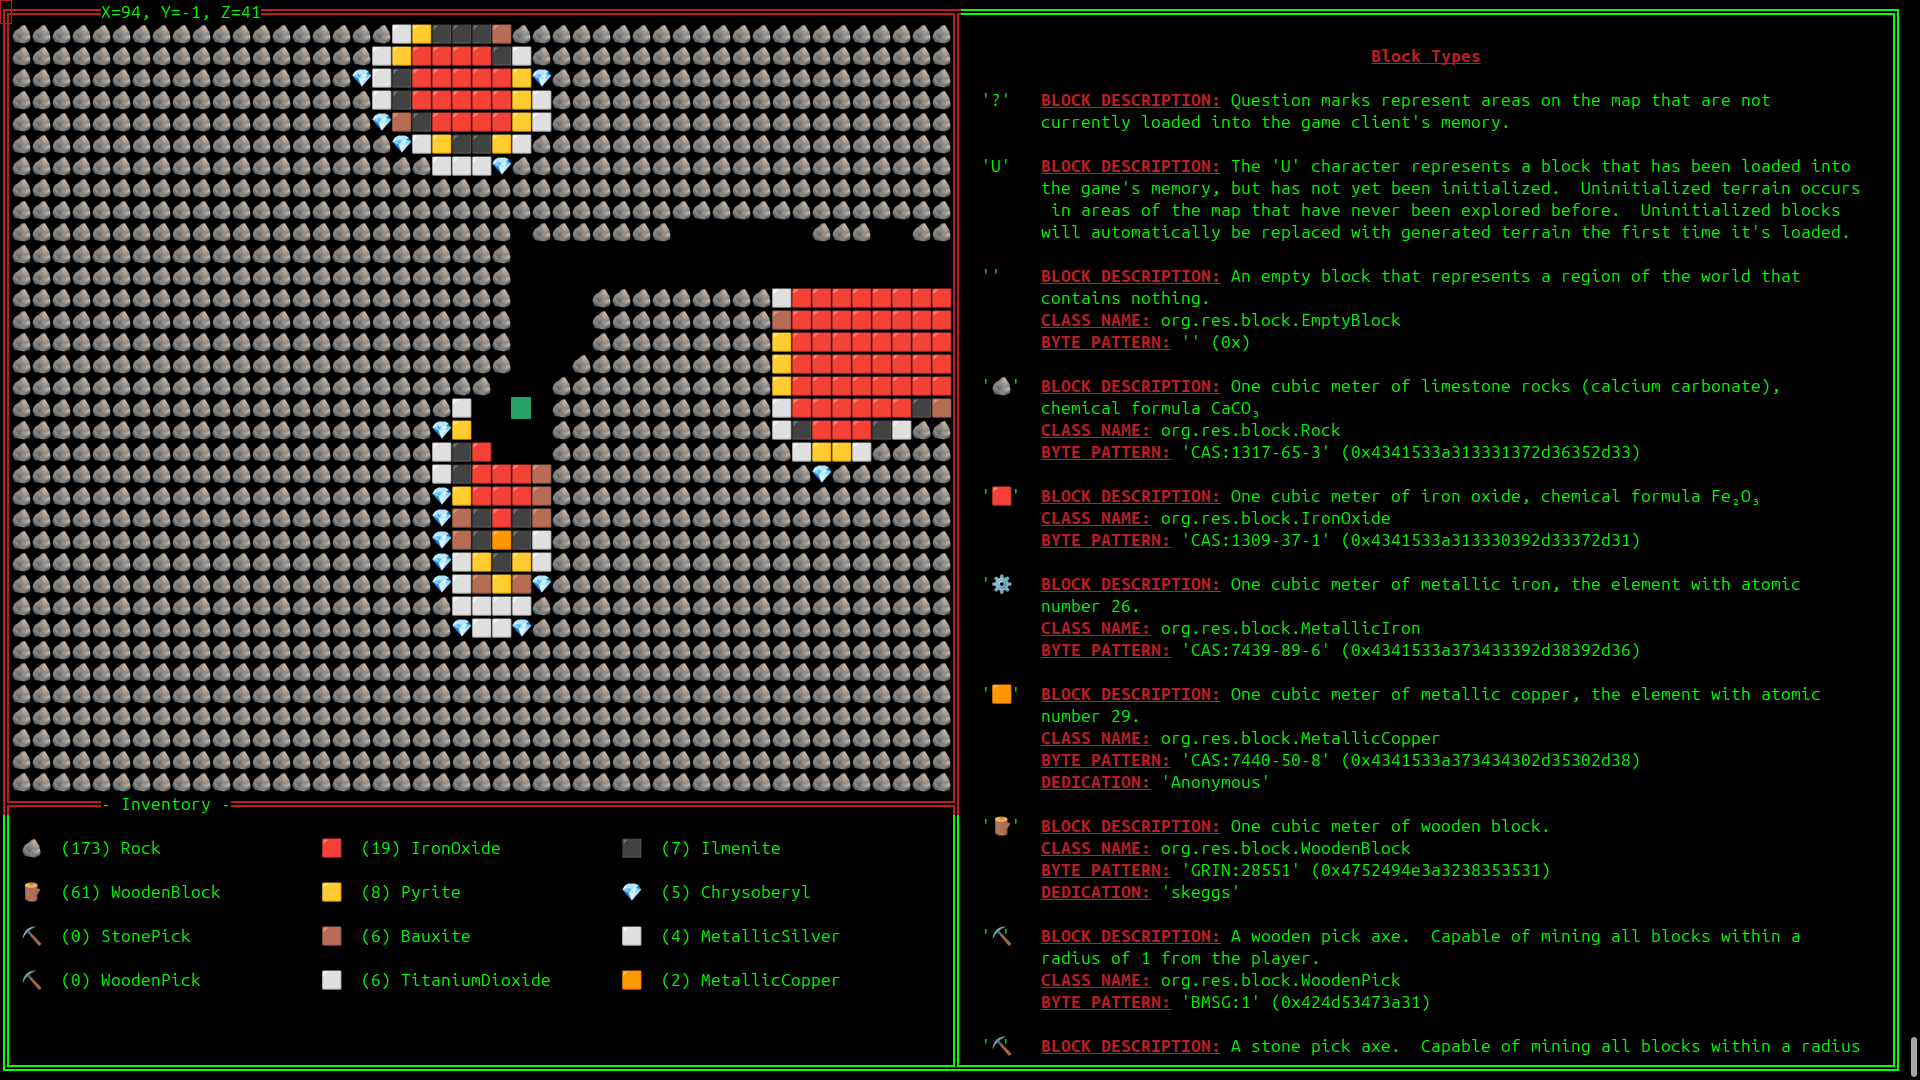 X=94, Y=-1, Z=41
- Inventory -
(173) Rock
(19) IronOxide
(7) Ilmenite
(61) WoodenBlock
(8) Pyrite
(5) Chrysoberyl
(0) StonePick
(6) Bauxite
(4) MetallicSilver
(0) WoodenPick
(6) TitaniumDioxide
(2) MetallicCopper
Block Types
'?' BLOCK DESCRIPTION: Question marks represent areas on the map that are not
currently loaded into the game client's memory.
'U' BLOCK DESCRIPTION: The 'U' character represents a block that has been loaded into
the game's memory, but has not yet been initialized.  Uninitialized terrain occurs
in areas of the map that have never been explored before.  Uninitialized blocks
will automatically be replaced with generated terrain the first time it's loaded.
'' BLOCK DESCRIPTION: An empty block that represents a region of the world that
contains nothing.
CLASS NAME: org.res.block.EmptyBlock
BYTE PATTERN: '' (0x)
'🪨' BLOCK DESCRIPTION: One cubic meter of limestone rocks (calcium carbonate),
chemical formula CaCO₃
CLASS NAME: org.res.block.Rock
BYTE PATTERN: 'CAS:1317-65-3' (0x4341533a313331372d36352d33)
'🟥' BLOCK DESCRIPTION: One cubic meter of iron oxide, chemical formula Fe₂O₃
CLASS NAME: org.res.block.IronOxide
BYTE PATTERN: 'CAS:1309-37-1' (0x4341533a313330392d33372d31)
'⚙️' BLOCK DESCRIPTION: One cubic meter of metallic iron, the element with atomic
number 26.
CLASS NAME: org.res.block.MetallicIron
BYTE PATTERN: 'CAS:7439-89-6' (0x4341533a373433392d38392d36)
'🟧' BLOCK DESCRIPTION: One cubic meter of metallic copper, the element with atomic
number 29.
CLASS NAME: org.res.block.MetallicCopper
BYTE PATTERN: 'CAS:7440-50-8' (0x4341533a373434302d35302d38)
DEDICATION: 'Anonymous'
'🪵' BLOCK DESCRIPTION: One cubic meter of wooden block.
CLASS NAME: org.res.block.WoodenBlock
BYTE PATTERN: 'GRIN:28551' (0x4752494e3a3238353531)
DEDICATION: 'skeggs'
'⛏' BLOCK DESCRIPTION: A wooden pick axe.  Capable of mining all blocks within a
radius of 1 from the player.
CLASS NAME: org.res.block.WoodenPick
BYTE PATTERN: 'BMSG:1' (0x424d53473a31)
'⛏' BLOCK DESCRIPTION: A stone pick axe.  Capable of mining all blocks within a radius